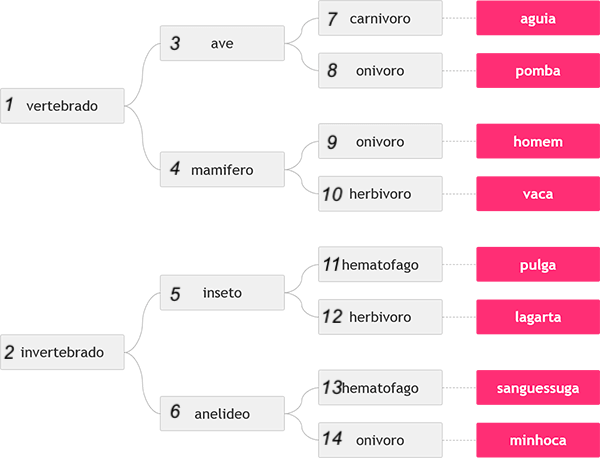 7 carnivoro aguia
3 ave
8 onivoro pomba
1 vertebrado
9 onivoro homem
4 mamifero
10 herbivoro vaca
11 hematofago pulga
5 inseto
12 herbivoro lagarta
2 invertebrado
13 hematofago sanguessuga
6 anelideo
14 onivoro minhoca